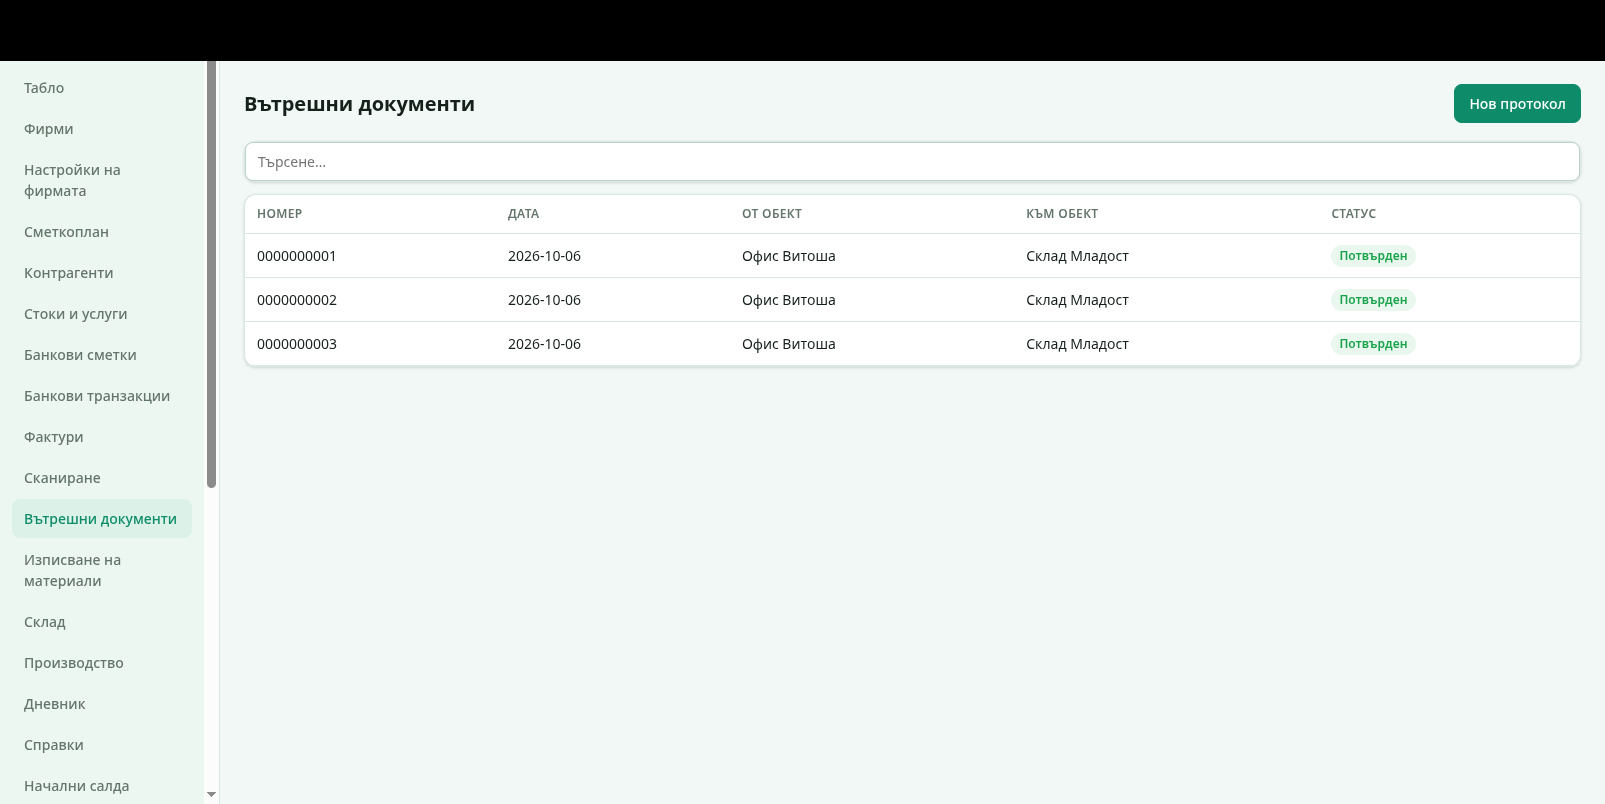 Табло
Фирми
Настройки на
фирмата
Сметкоплан
Контрагенти
Стоки и услуги
Банкови сметки
Банкови транзакции
Фактури
Сканиране
Вътрешни документи
Изписване на
материали
Склад
Производство
Дневник
Справки
Начални салда
Вътрешни документи
Нов протокол
Търсене...
НОМЕР ДАТА ОТ ОБЕКТ КЪМ ОБЕКТ СТАТУС
0000000001 2026-10-06 Офис Витоша Склад Младост Потвърден
0000000002 2026-10-06 Офис Витоша Склад Младост Потвърден
0000000003 2026-10-06 Офис Витоша Склад Младост Потвърден